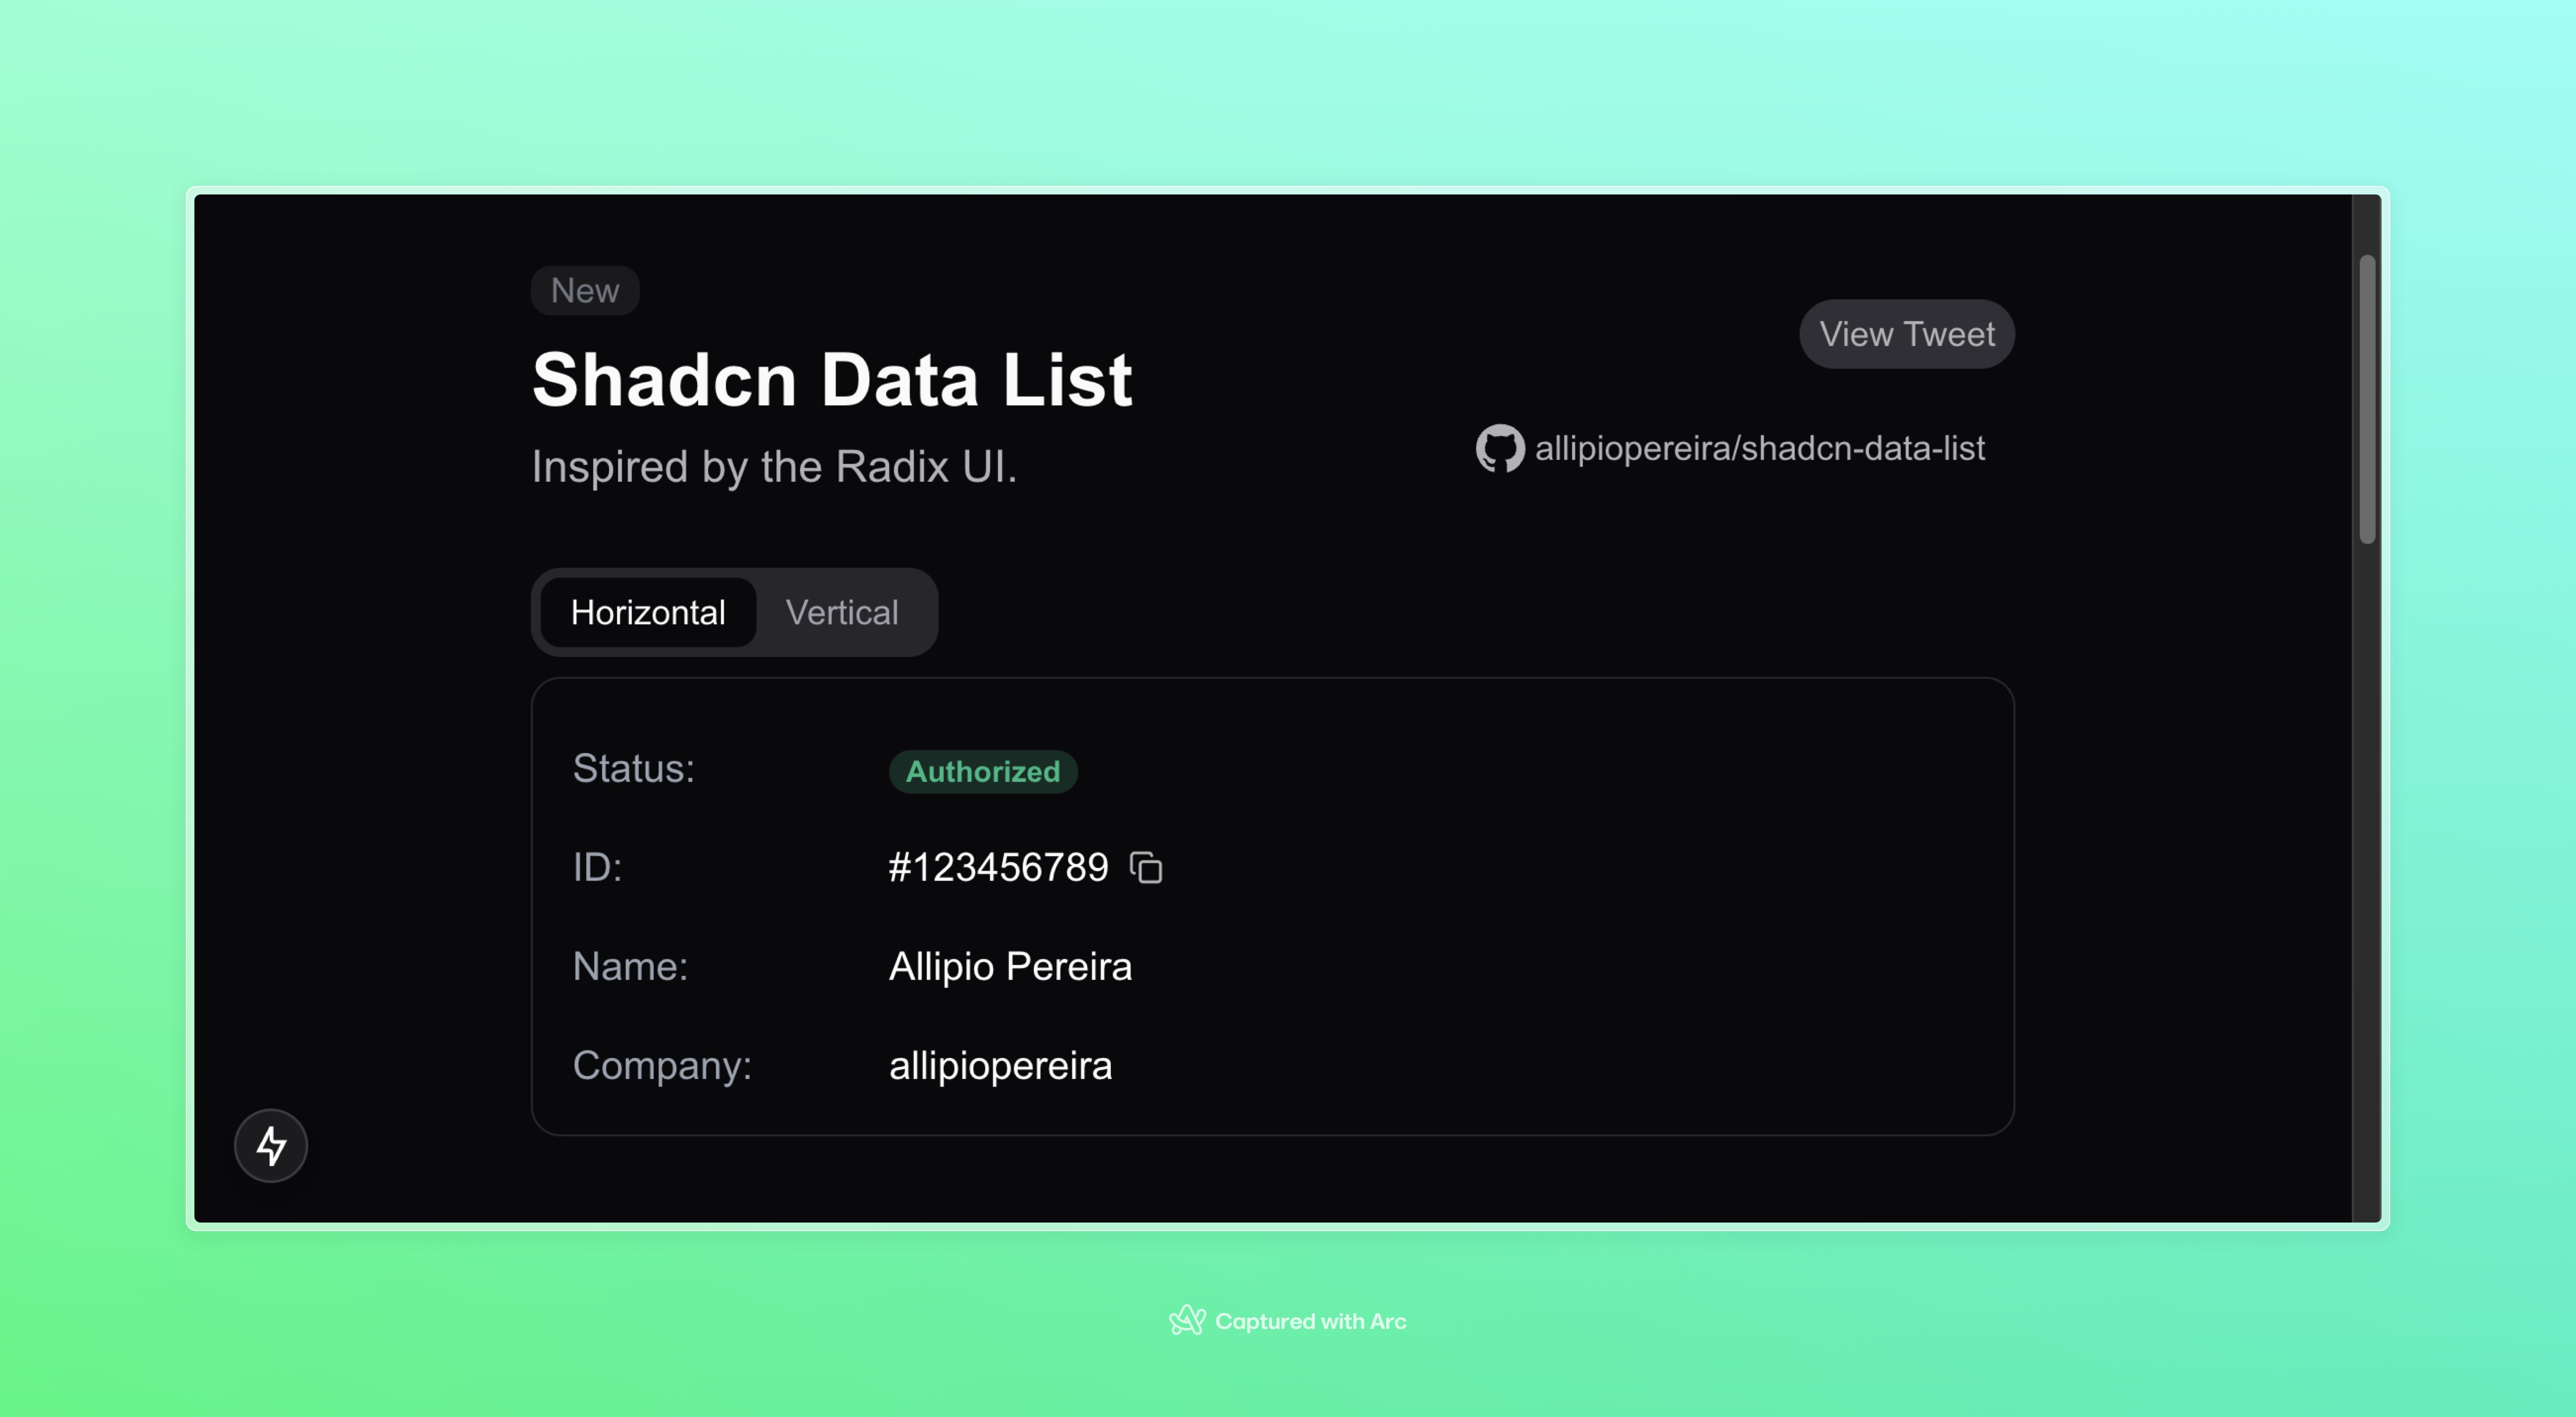 New
Shadcn Data List
Inspired by the Radix UI.
View Tweet
allipiopereira/shadcn-data-list
Horizontal Vertical
Status: Authorized
ID: #123456789
Name: Allipio Pereira
Company: allipiopereira
Captured with Arc